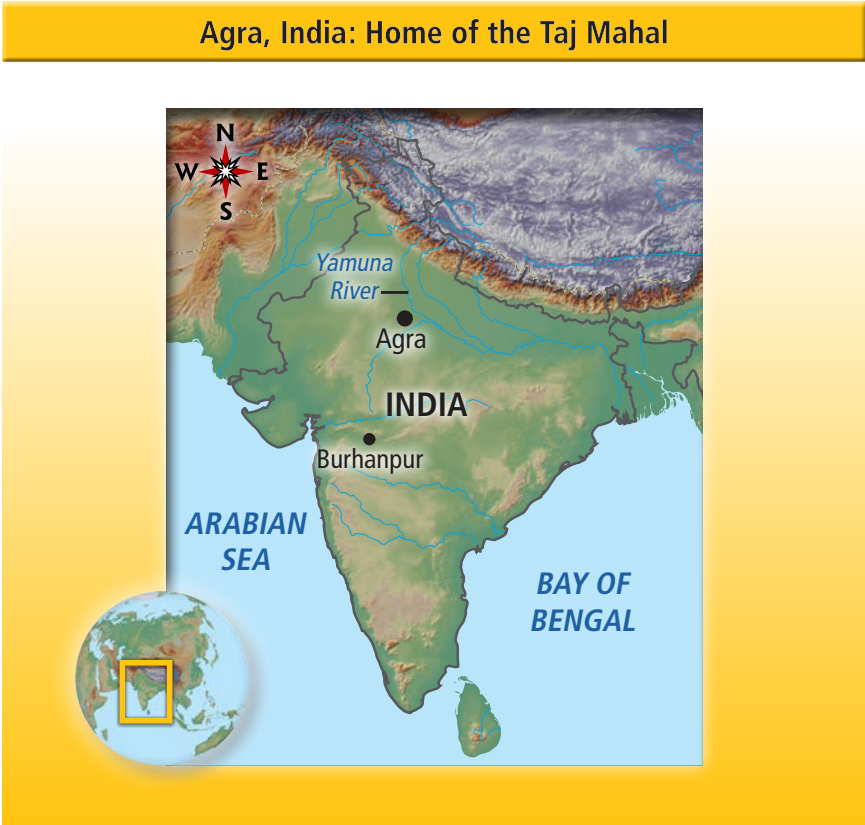 Agra, India: Home of the Taj Mahal
N
W E
S
Yamuna
River
Agra
INDIA
Burhanpur
ARABIAN
SEA
BAY OF
BENGAL